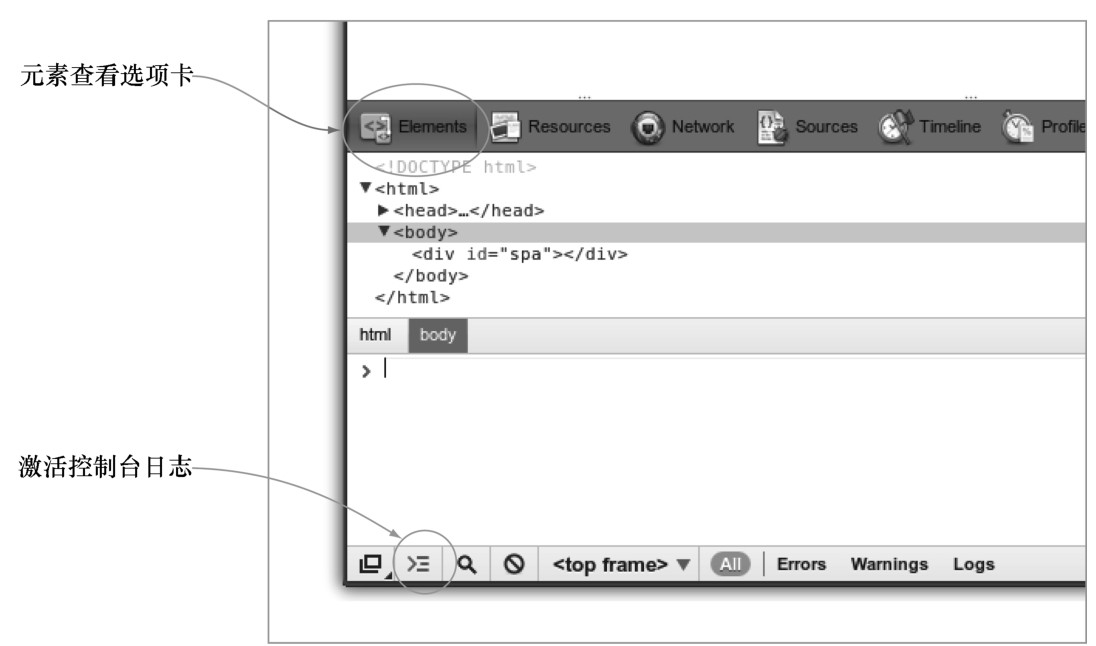 元素查看选项卡
Elements Resources Network Sources Timeline Profile
<!DOCTYPE html>
▼<html>
▶<head>…</head>
▼<body>
<div id="spa"></div>
</body>
</html>
html body
>
激活控制台日志
<top frame> ▼ All Errors Warnings Logs